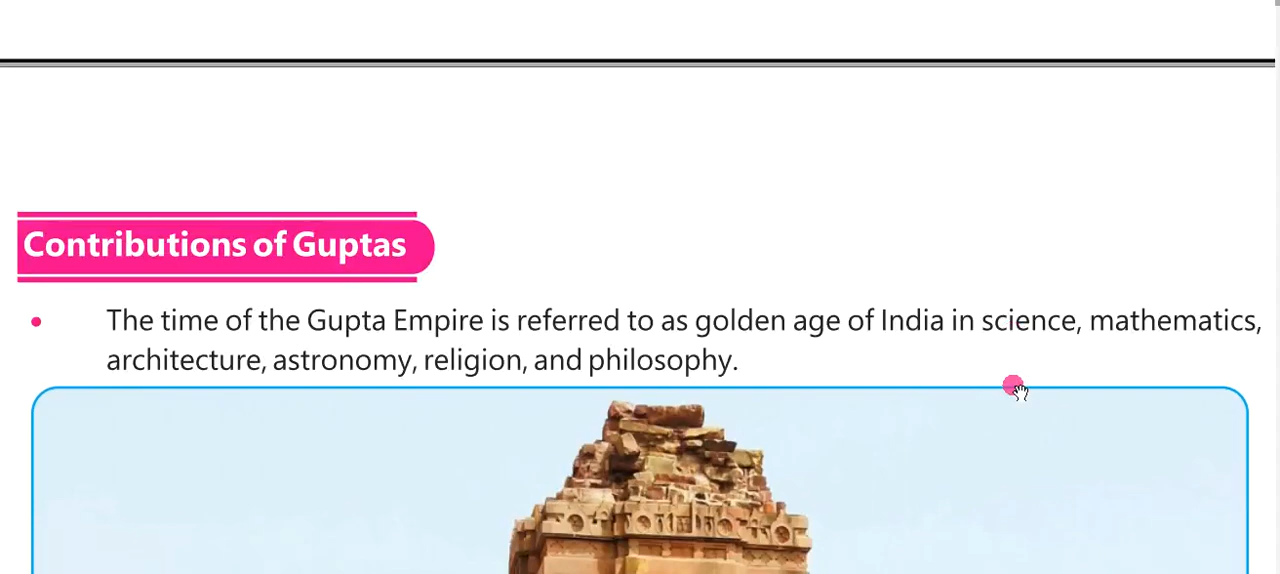 Contributions of Guptas
• The time of the Gupta Empire is referred to as golden age of India in science, mathematics,
architecture, astronomy, religion, and philosophy.